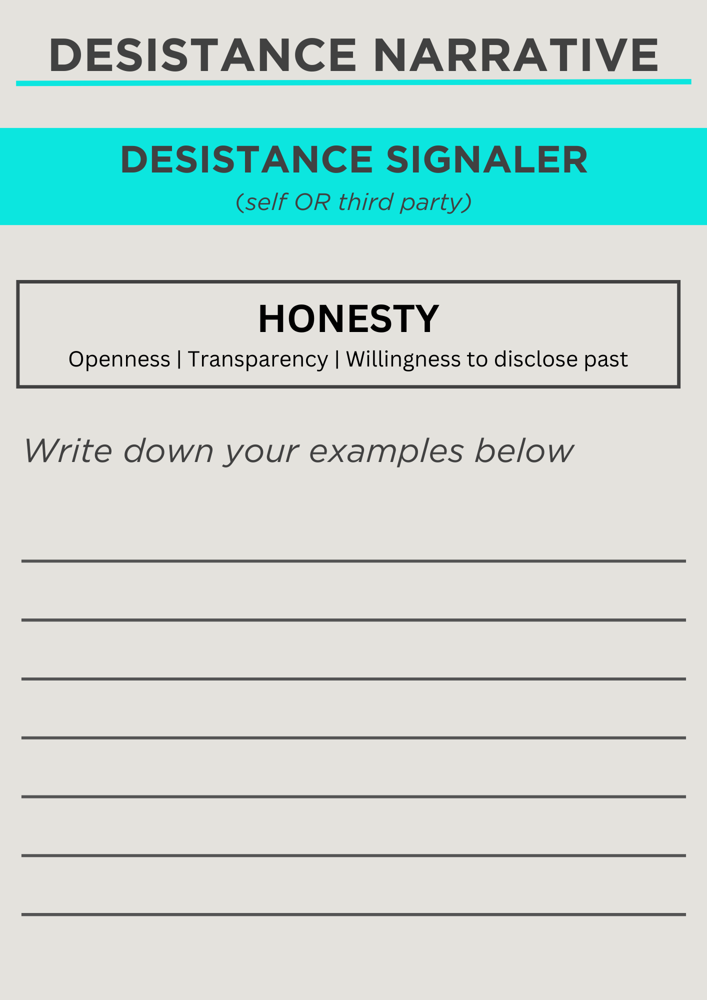 DESISTANCE NARRATIVE
DESISTANCE SIGNALER
(self OR third party)
HONESTY
Openness | Transparency | Willingness to disclose past
Write down your examples below